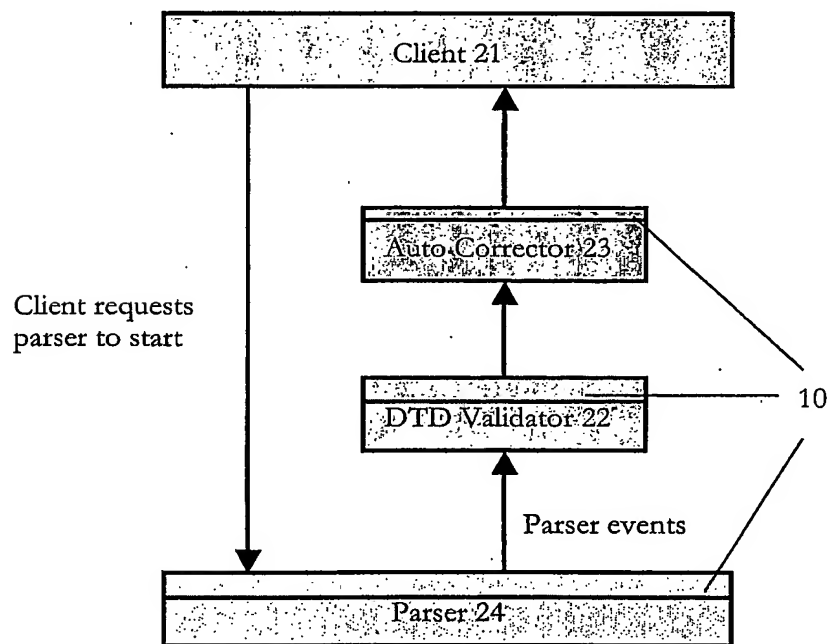 Client 21
Auto Corrector 23
Client requests
parser to start
10
DTD Validator 22
Parser events
Parser 24